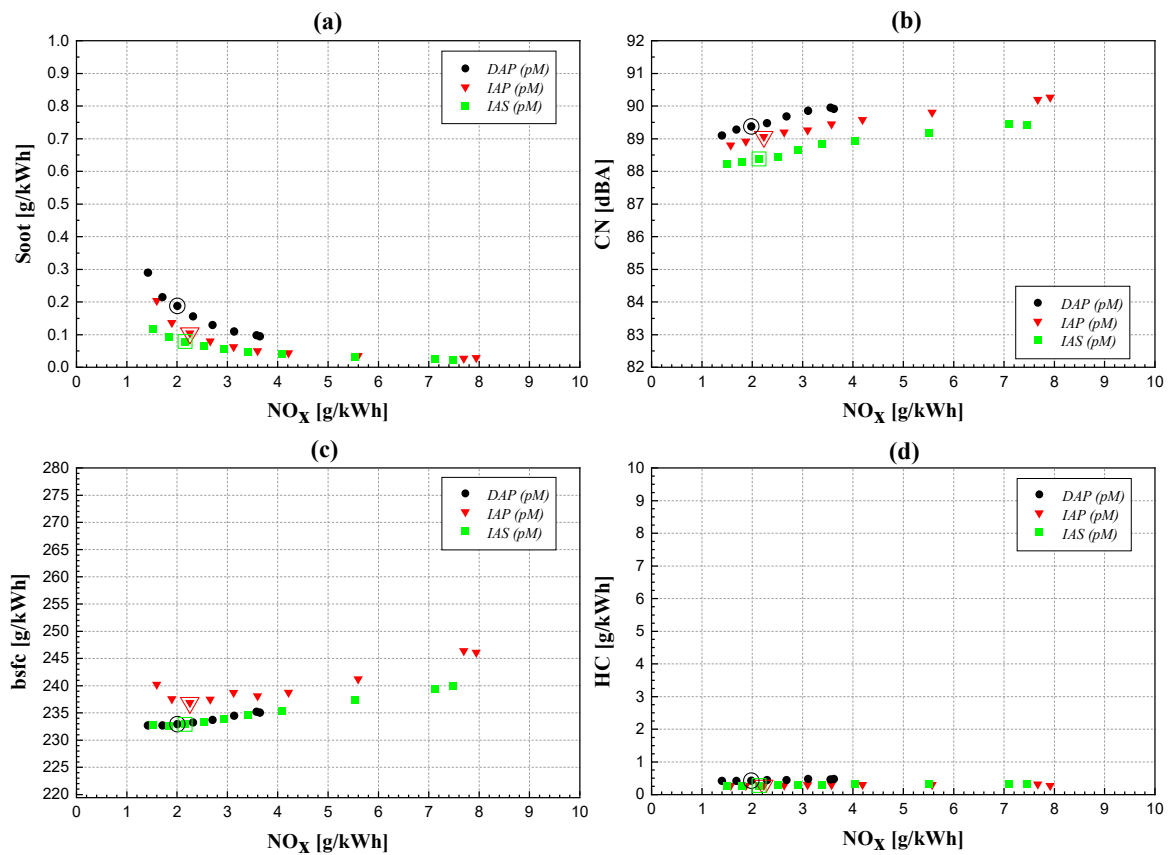 (a)
1.0
0.9
0.8
0.7
0.6
0.5
0.4
0.3
0.2
0.1
0.0
Soot [g/kWh]
DAP (pM)
IAP (pM)
IAS (pM)
0 1 2 3 4 5 6 7 8 9 10
NOX [g/kWh]
(b)
92
91
90
89
88
87
86
85
84
83
82
CN [dBA]
DAP (pM)
IAP (pM)
IAS (pM)
0 1 2 3 4 5 6 7 8 9 10
NOX [g/kWh]
(c)
280
275
270
265
260
255
250
245
240
235
230
225
220
bsfc [g/kWh]
DAP (pM)
IAP (pM)
IAS (pM)
0 1 2 3 4 5 6 7 8 9 10
NOX [g/kWh]
(d)
10
9
8
7
6
5
4
3
2
1
0
HC [g/kWh]
DAP (pM)
IAP (pM)
IAS (pM)
0 1 2 3 4 5 6 7 8 9 10
NOX [g/kWh]